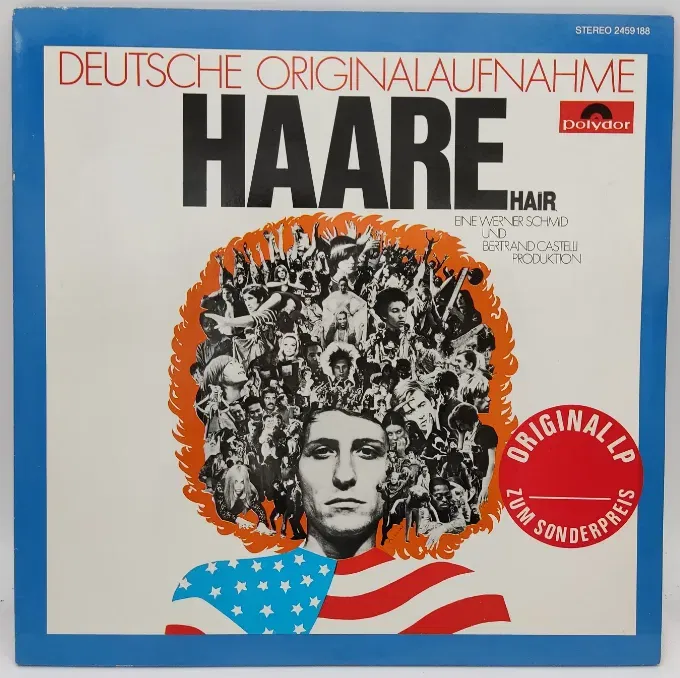 STEREO 2459188
DEUTSCHE ORIGINALAUFNAHME
HAARE
HAIR
polydor
EINE WERNER SCHMID
UND
BERTRAND CASTELLI
PRODUKTION
ORIGINAL LP
ZUM SONDERPREIS